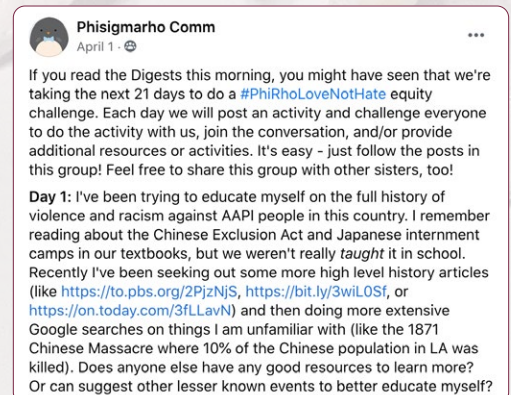 Phisigmarho Comm
April 1 ·
If you read the Digests this morning, you might have seen that we're
taking the next 21 days to do a #PhiRhoLoveNotHate equity
challenge. Each day we will post an activity and challenge everyone
to do the activity with us, join the conversation, and/or provide
additional resources or activities. It's easy - just follow the posts in
this group! Feel free to share this group with other sisters, too!
Day 1: I've been trying to educate myself on the full history of
violence and racism against AAPI people in this country. I remember
reading about the Chinese Exclusion Act and Japanese internment
camps in our textbooks, but we weren't really taught it in school.
Recently I've been seeking out some more high level history articles
(like https://to.pbs.org/2PjzNjS, https://bit.ly/3wiL0Sf, or
https://on.today.com/3fLLavN) and then doing more extensive
Google searches on things I am unfamiliar with (like the 1871
Chinese Massacre where 10% of the Chinese population in LA was
killed). Does anyone else have any good resources to learn more?
Or can suggest other lesser known events to better educate myself?